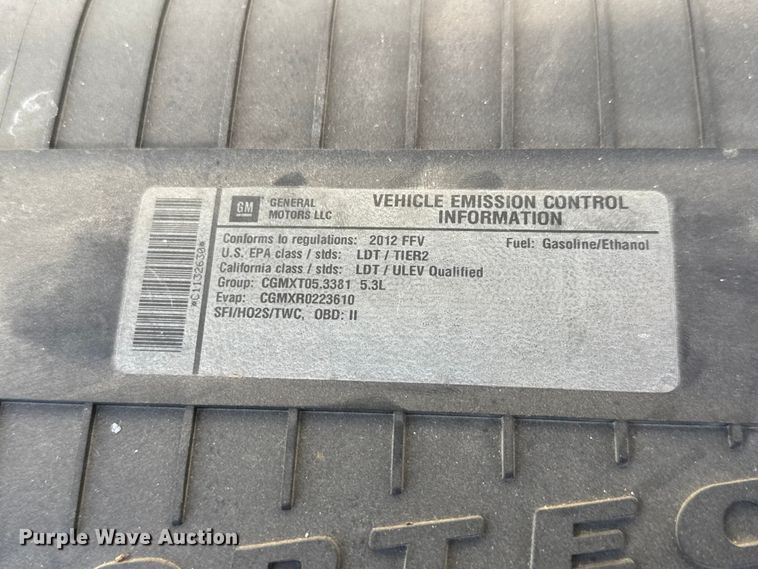 GM
GENERAL MOTORS LLC
VEHICLE EMISSION CONTROL INFORMATION
Conforms to regulations: 2012 FFV
Fuel: Gasoline/Ethanol
U.S. EPA class / stds: LDT / TIER2
California class / stds: LDT / ULEV Qualified
Group: CGMXT05.3381 5.3L
Evap: CGMXR0223610
SFI/HO2S/TWC, OBD: II
*C1132630*
ORTEC
Purple Wave Auction